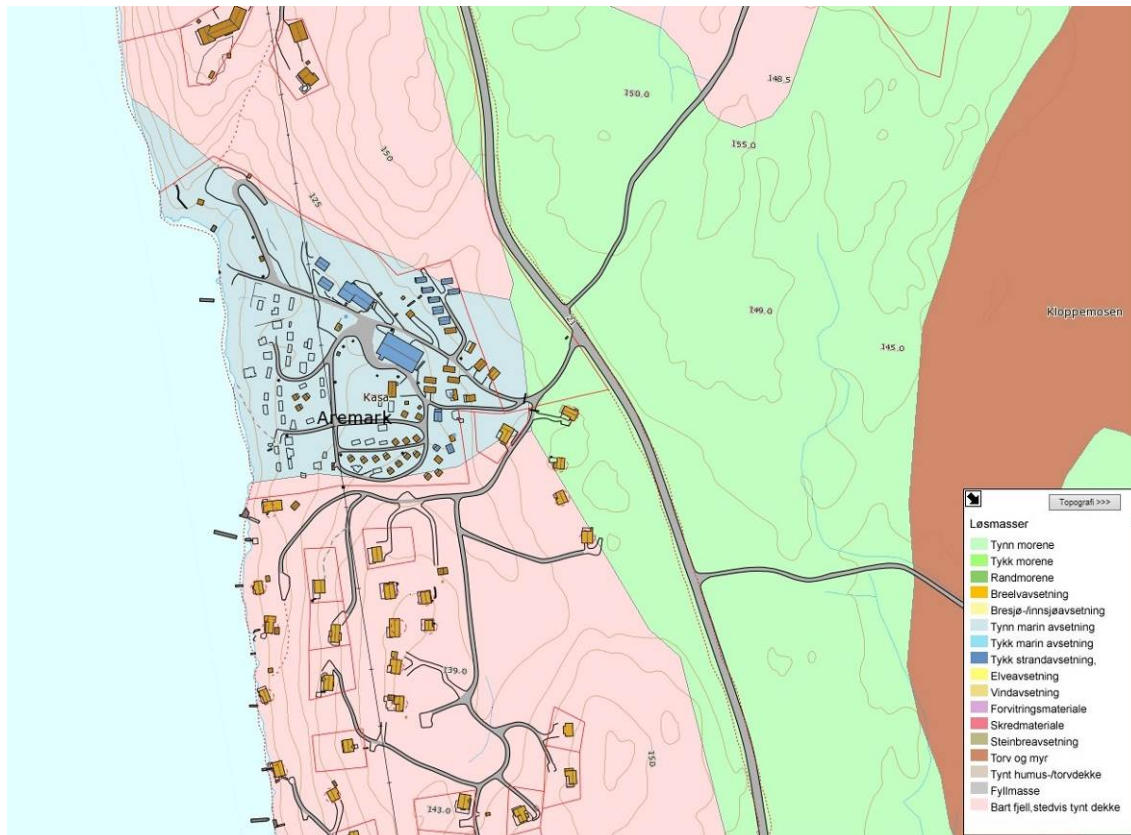 148.5
150.0
150
155.0
125
149.0
21
Kloppemosen
145.0
Kasa
Aremark
139.0
150
143.0
Topografi >>>
Løsmasser
Tynn morene
Tykk morene
Randmorene
Breelvavsetning
Bresjø-/innsjøavsetning
Tynn marin avsetning
Tykk marin avsetning
Tykk strandavsetning,
Elveavsetning
Vindavsetning
Forvitringsmateriale
Skredmateriale
Steinbreavsetning
Torv og myr
Tynt humus-/torvdekke
Fyllmasse
Bart fjell,stedvis tynt dekke